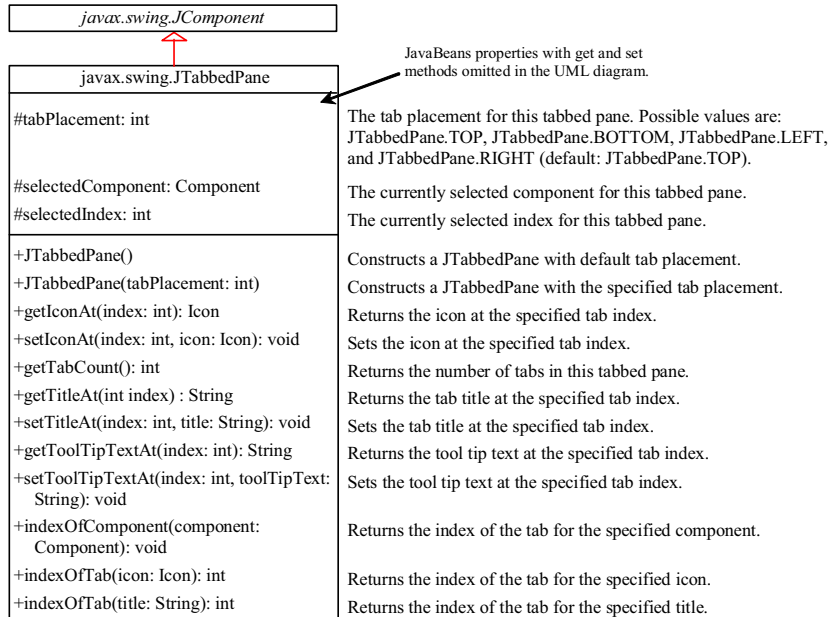 javax.swing.JComponent
JavaBeans properties with get and set
methods omitted in the UML diagram.
javax.swing.JTabbedPane
#tabPlacement: int
The tab placement for this tabbed pane. Possible values are:
JTabbedPane.TOP, JTabbedPane.BOTTOM, JTabbedPane.LEFT,
and JTabbedPane.RIGHT (default: JTabbedPane.TOP).
#selectedComponent: Component
The currently selected component for this tabbed pane.
#selectedIndex: int
The currently selected index for this tabbed pane.
+JTabbedPane()
Constructs a JTabbedPane with default tab placement.
+JTabbedPane(tabPlacement: int)
Constructs a JTabbedPane with the specified tab placement.
+getIconAt(index: int): Icon
Returns the icon at the specified tab index.
+setIconAt(index: int, icon: Icon): void
Sets the icon at the specified tab index.
+getTabCount(): int
Returns the number of tabs in this tabbed pane.
+getTitleAt(int index) : String
Returns the tab title at the specified tab index.
+setTitleAt(index: int, title: String): void
Sets the tab title at the specified tab index.
+getToolTipTextAt(index: int): String
Returns the tool tip text at the specified tab index.
+setToolTipTextAt(index: int, toolTipText:
String): void
Sets the tool tip text at the specified tab index.
+indexOfComponent(component:
Component): void
Returns the index of the tab for the specified component.
+indexOfTab(icon: Icon): int
Returns the index of the tab for the specified icon.
+indexOfTab(title: String): int
Returns the index of the tab for the specified title.